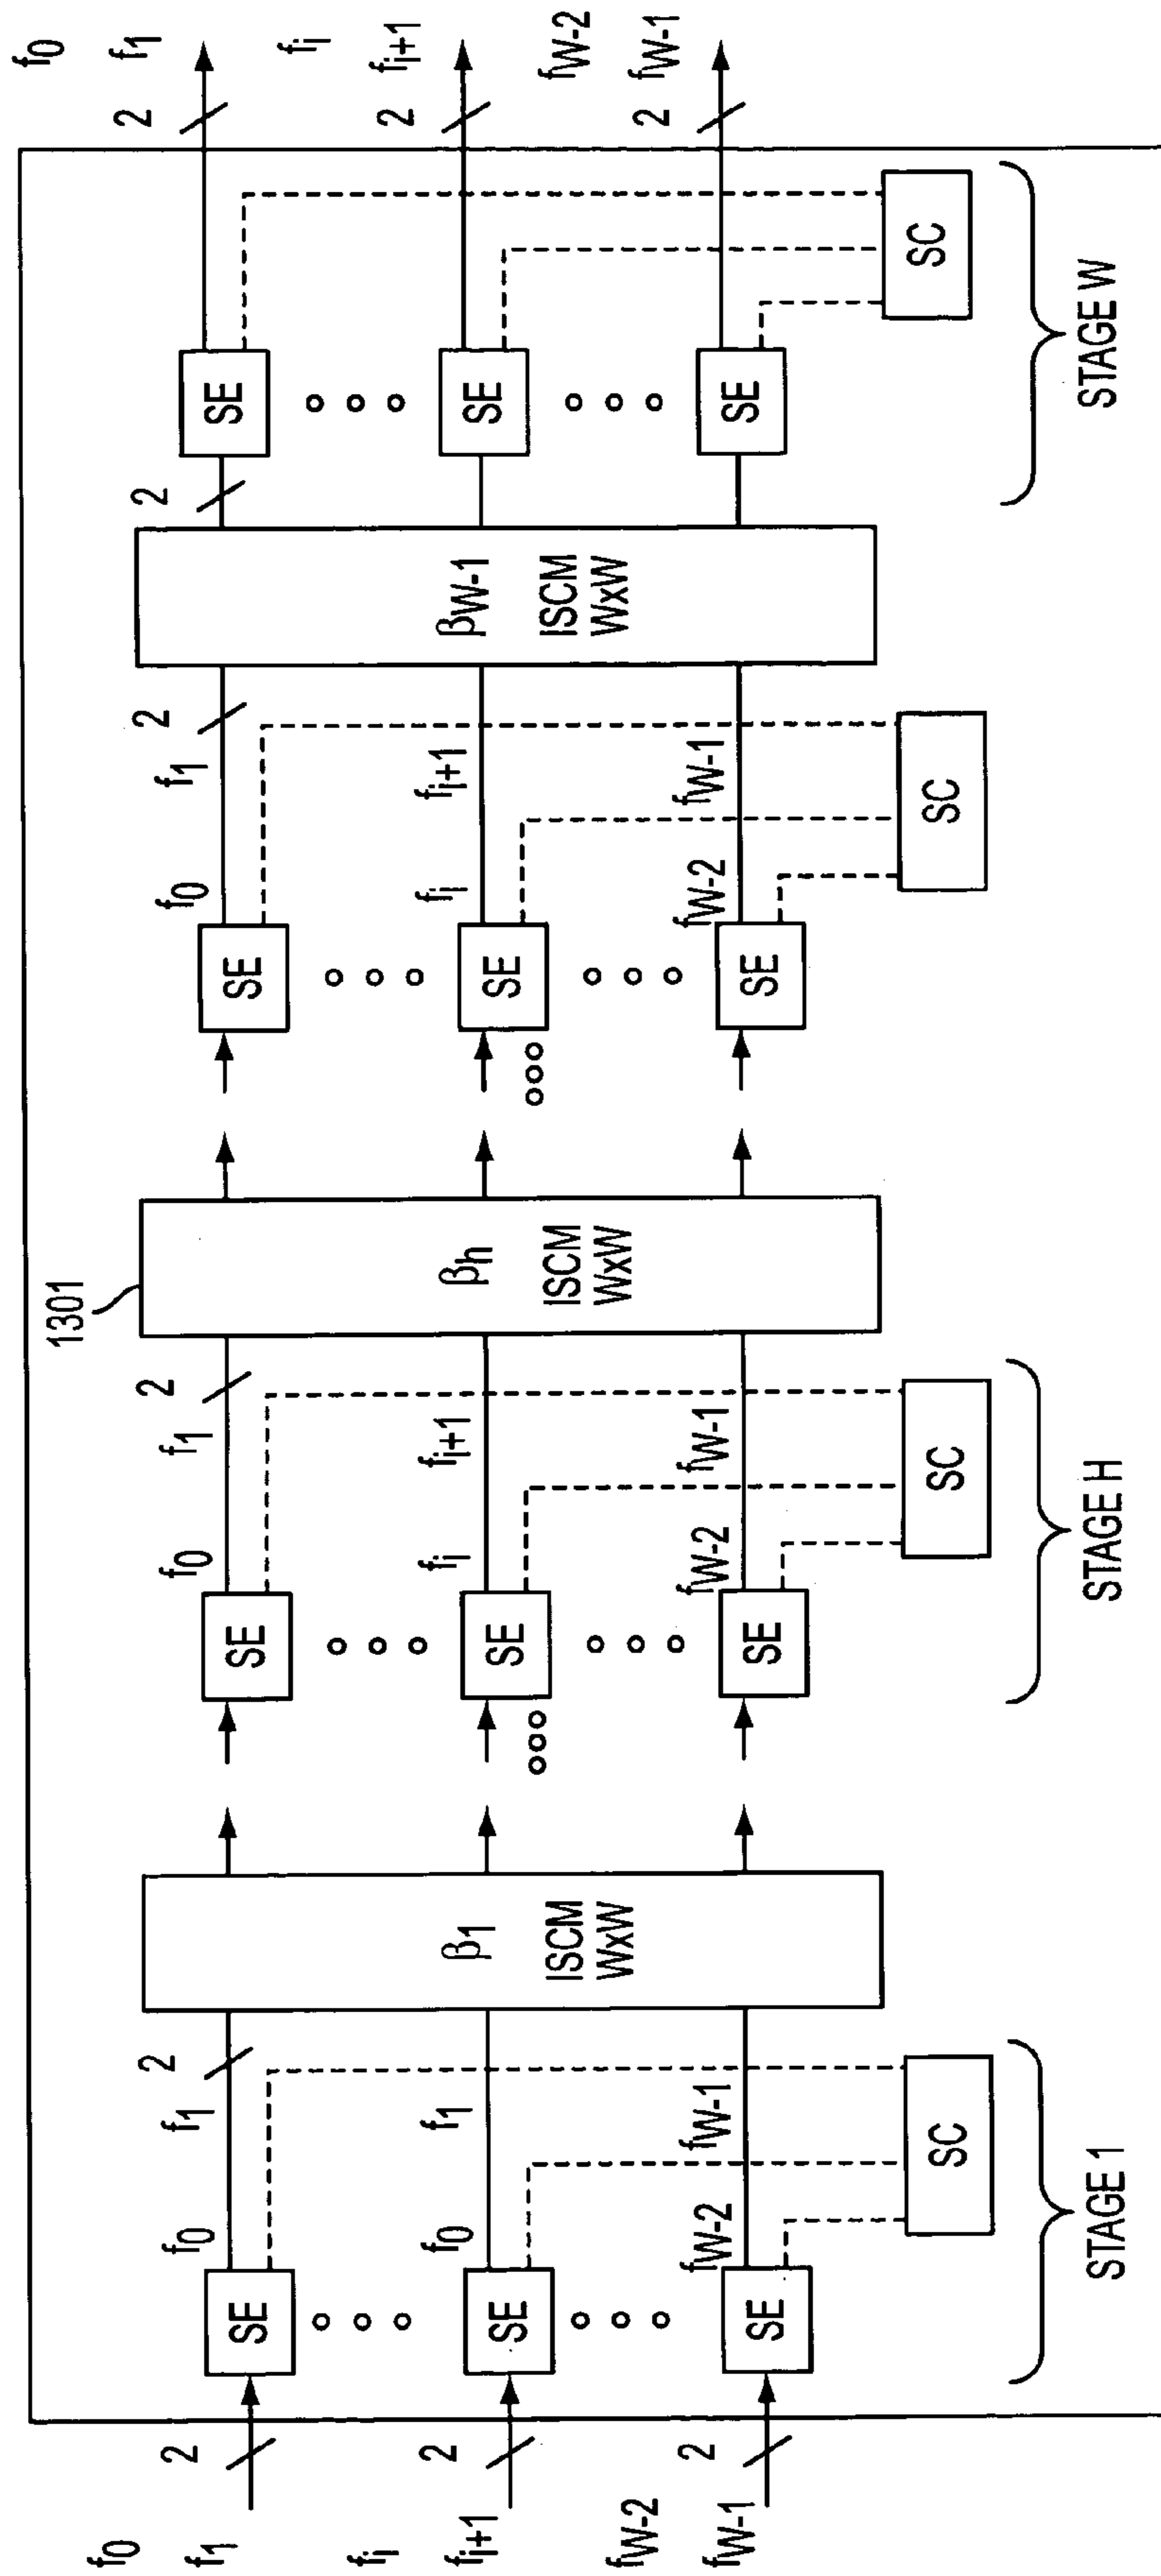 f0 f1
2
fi fi+1
2
fW-2 fW-1
2
SE
SE
SE
f0 f1
2
f0 f1
fW-2 fW-1
SC
STAGE 1
β1
ISCM
WxW
SE
SE
SE
f0 f1
2
fi fi+1
fW-2 fW-1
SC
STAGE H
1301
βh
ISCM
WxW
SE
SE
SE
f0 f1
2
fi fi+1
fW-2 fW-1
SC
βW-1
ISCM
WxW
2
SE
SE
SE
SC
STAGE W
f0 f1
2
fi fi+1
2
fW-2 fW-1
2